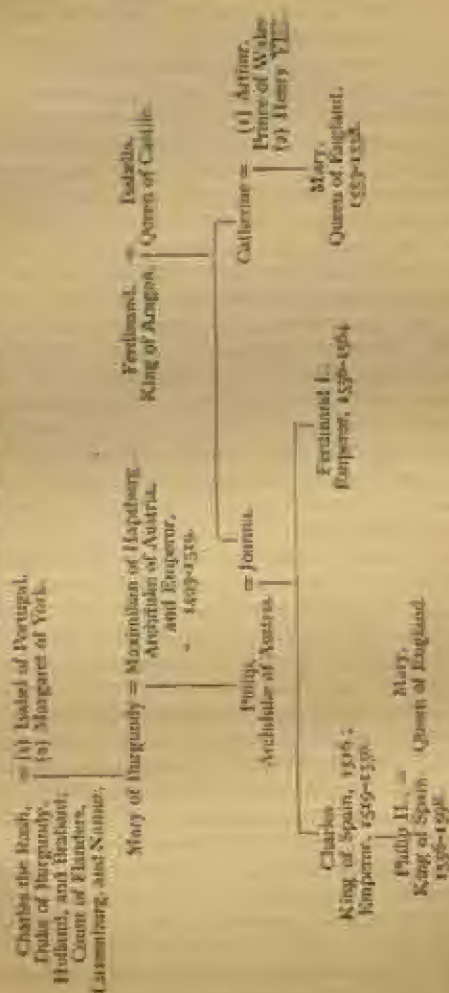 Charles the Rash, = (1) Isabel of Portugal.
Duke of Burgundy, (2) Margaret of York.
Holland, and Brabant;
Count of Flanders,
Luxemburg, and Namur.
Mary of Burgundy = Maximilian of Hapsburg
Archduke of Austria,
and Emperor,
1493-1519.
Ferdinand, = Isabella,
King of Aragon. Queen of Castile.
Philip, = Joanna.
Archduke of Austria
Catherine = (1) Arthur,
Prince of Wales
(2) Henry VIII.
Charles
King of Spain, 1516;
Emperor, 1519-
Ferdinand I.,
Emperor, 1564
Mary,
Queen of England,
Philip II., = Mary,
King of Spain Queen of England
1556-1598.